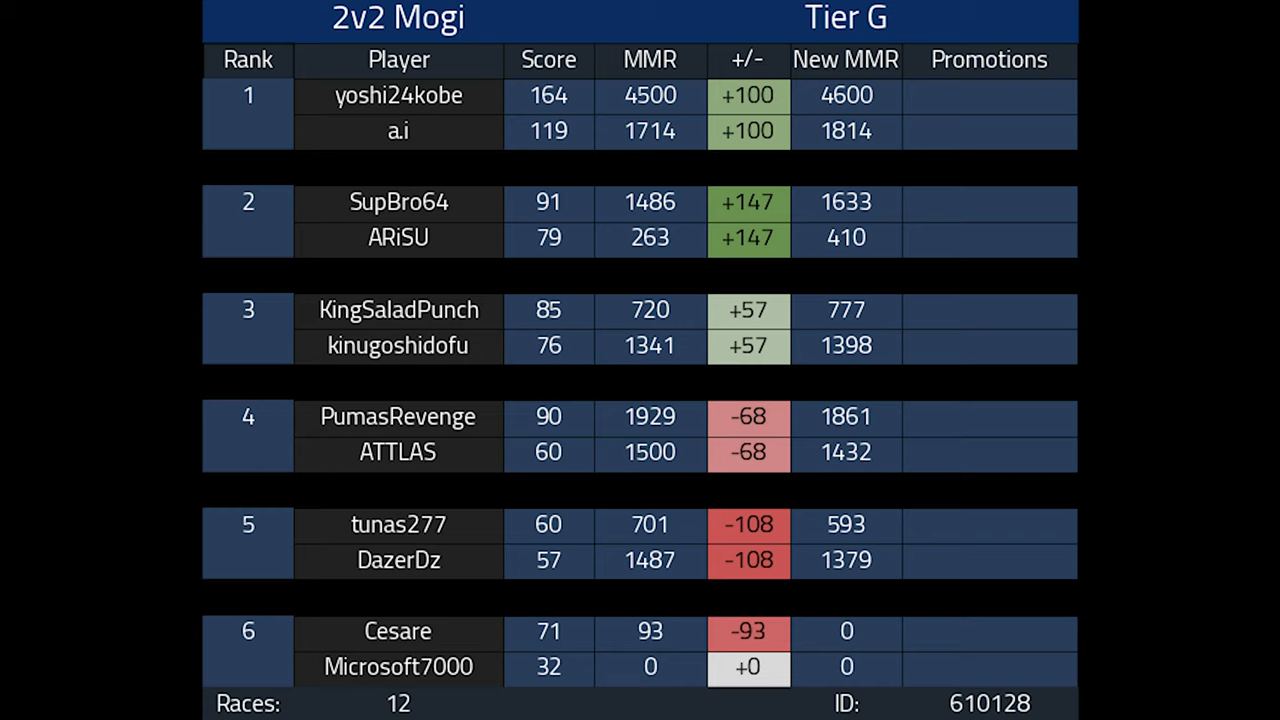 2v2 Mogi Tier G
Rank Player Score MMR +/- New MMR Promotions
1 yoshi24kobe 164 4500 +100 4600
a.i 119 1714 +100 1814
2 SupBro64 91 1486 +147 1633
ARiSU 79 263 +147 410
3 KingSaladPunch 85 720 +57 777
kinugoshidofu 76 1341 +57 1398
4 PumasRevenge 90 1929 -68 1861
ATTLAS 60 1500 -68 1432
5 tunas277 60 701 -108 593
DazerDz 57 1487 -108 1379
6 Cesare 71 93 -93 0
Microsoft7000 32 0 +0 0
Races: 12 ID: 610128